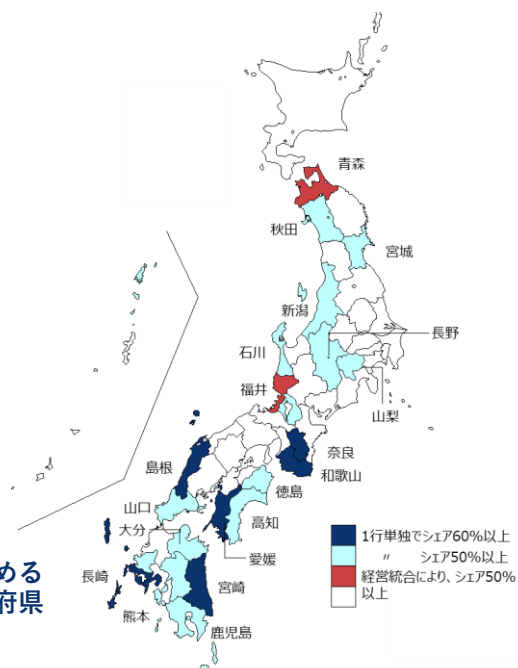 青森
秋田
宮城
新潟
長野
石川
福井
山梨
奈良
島根
和歌山
徳島
山口
高知
大分
愛媛
長崎
宮崎
熊本
鹿児島
1行単独でシェア60%以上
〃 シェア50%以上
経営統合により、シェア50%
以上
める
府県